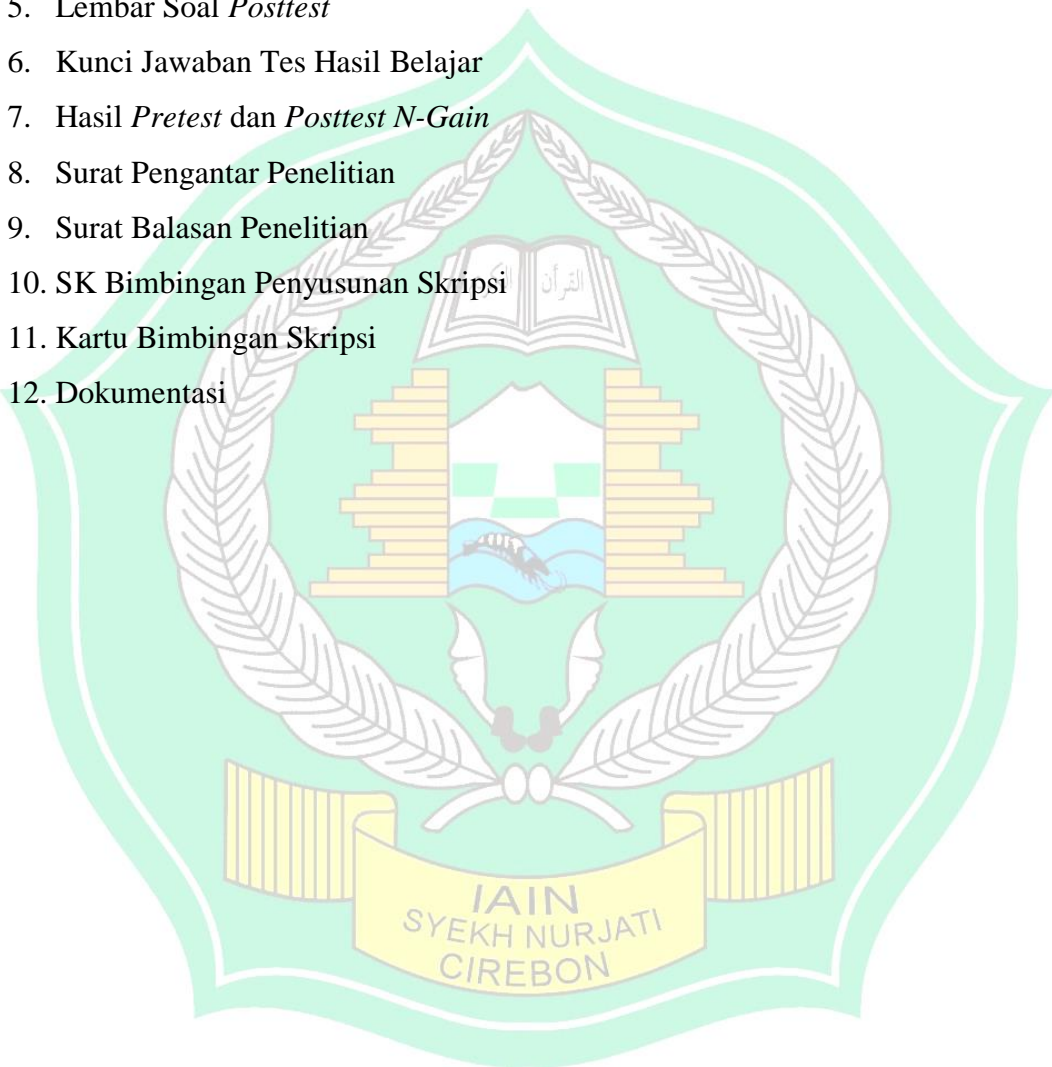 5. Lembar Soal Posttest
6. Kunci Jawaban Tes Hasil Belajar
7. Hasil Pretest dan Posttest N-Gain
8. Surat Pengantar Penelitian
9. Surat Balasan Penelitian
10. SK Bimbingan Penyusunan Skripsi
القرأن الكريم
11. Kartu Bimbingan Skripsi
12. Dokumentasi
IAIN
SYEKH NURJATI
CIREBON